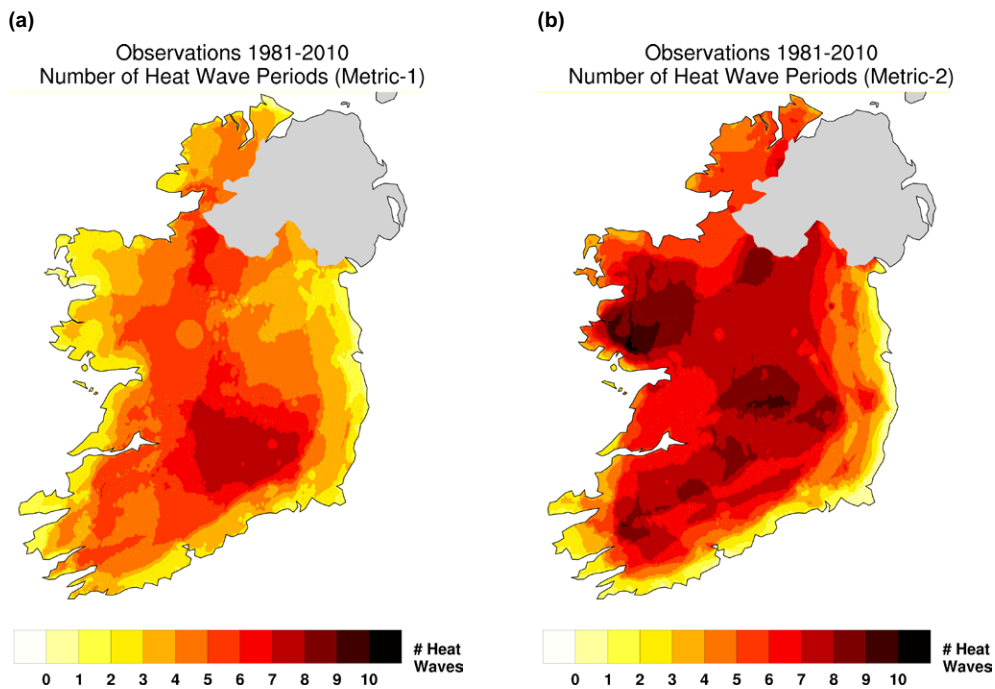 (a)
Observations 1981-2010
Number of Heat Wave Periods (Metric-1)
0 1 2 3 4 5 6 7 8 9 10
# Heat
Waves
(b)
Observations 1981-2010
Number of Heat Wave Periods (Metric-2)
0 1 2 3 4 5 6 7 8 9 10
# Heat
Waves